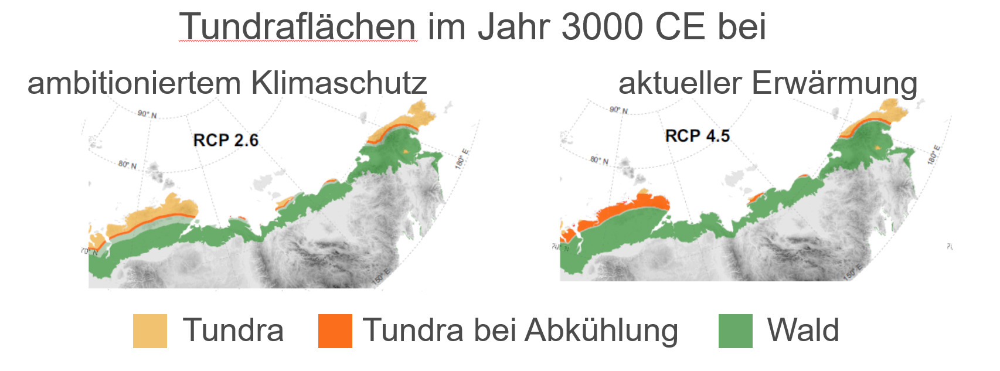 Tundraflächen im Jahr 3000 CE bei
ambitioniertem Klimaschutz
aktueller Erwärmung
90° N
RCP 2.6
80° N
180° E
70° N
150° E
90° N
RCP 4.5
80° N
180° E
N
150° E
Tundra
Tundra bei Abkühlung
Wald